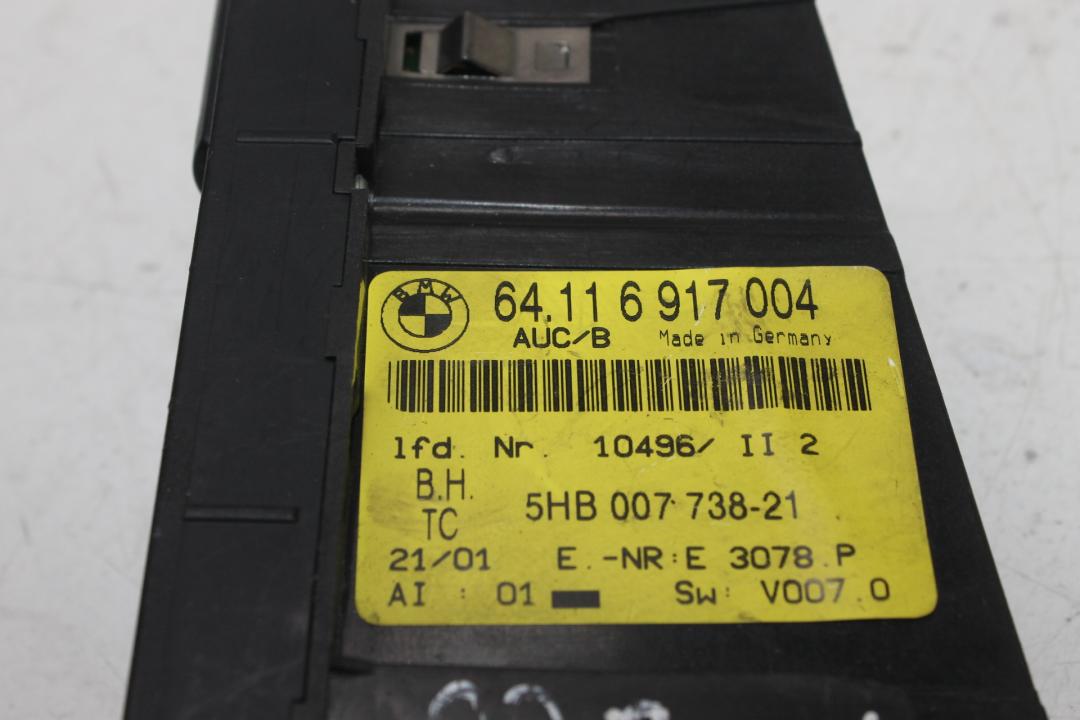 BMW
64.11 6 917 004
AUC/B Made in Germany
lfd. Nr. 10496/ II 2
B.H.
TC
5HB 007 738-21
21/01 E.-NR:E 3078.P
AI : 01 Sw: V007.0